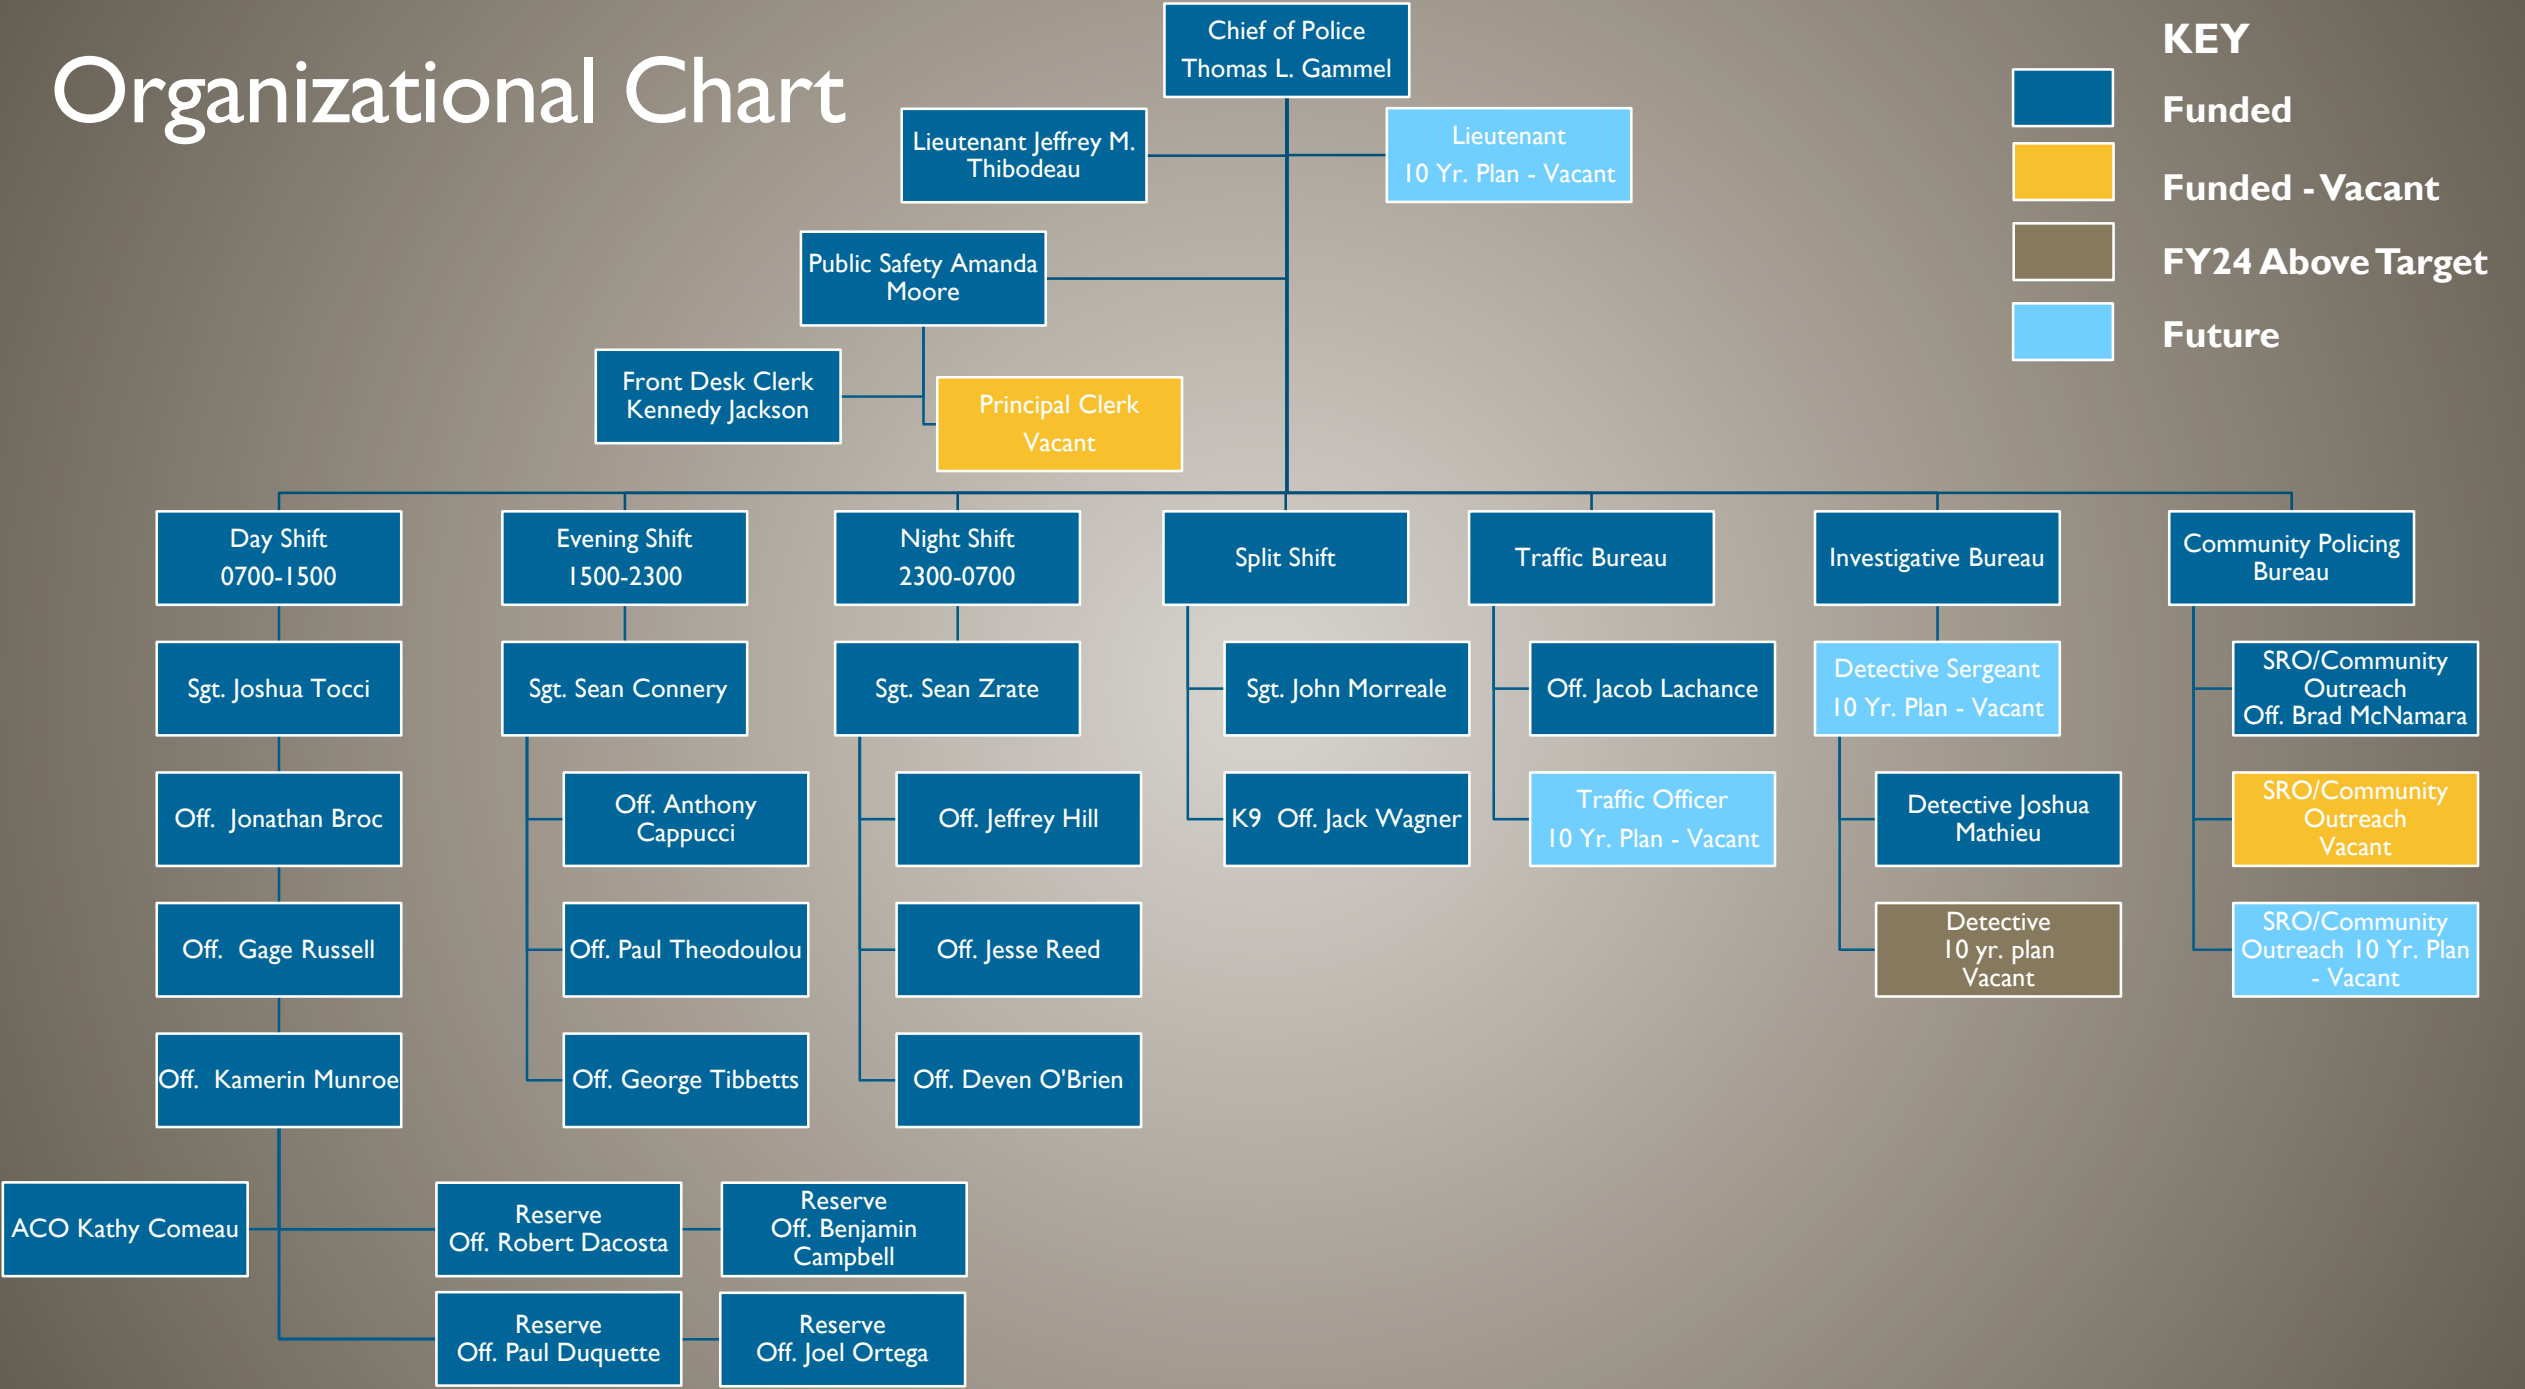 Organizational Chart
Chief of Police
Thomas L. Gammel
KEY
Funded
Funded - Vacant
FY24 Above Target
Future
Lieutenant Jeffrey M.
Thibodeau
Lieutenant
10 Yr. Plan - Vacant
Public Safety Amanda
Moore
Front Desk Clerk
Kennedy Jackson
Principal Clerk
Vacant
Day Shift
0700-1500
Evening Shift
1500-2300
Night Shift
2300-0700
Split Shift
Traffic Bureau
Investigative Bureau
Community Policing
Bureau
Sgt. Joshua Tocci
Sgt. Sean Connery
Sgt. Sean Zrate
Sgt. John Morreale
Off. Jacob Lachance
Detective Sergeant
10 Yr. Plan - Vacant
SRO/Community
Outreach
Off. Brad McNamara
Off.  Jonathan Broc
Off. Anthony
Cappucci
Off. Jeffrey Hill
K9  Off. Jack Wagner
Traffic Officer
10 Yr. Plan - Vacant
Detective Joshua
Mathieu
SRO/Community
Outreach
Vacant
Off.  Gage Russell
Off. Paul Theodoulou
Off. Jesse Reed
Detective
10 yr. plan
Vacant
SRO/Community
Outreach 10 Yr. Plan
- Vacant
Off.  Kamerin Munroe
Off. George Tibbetts
Off. Deven O'Brien
ACO Kathy Comeau
Reserve
Off. Robert Dacosta
Reserve
Off. Benjamin
Campbell
Reserve
Off. Paul Duquette
Reserve
Off. Joel Ortega